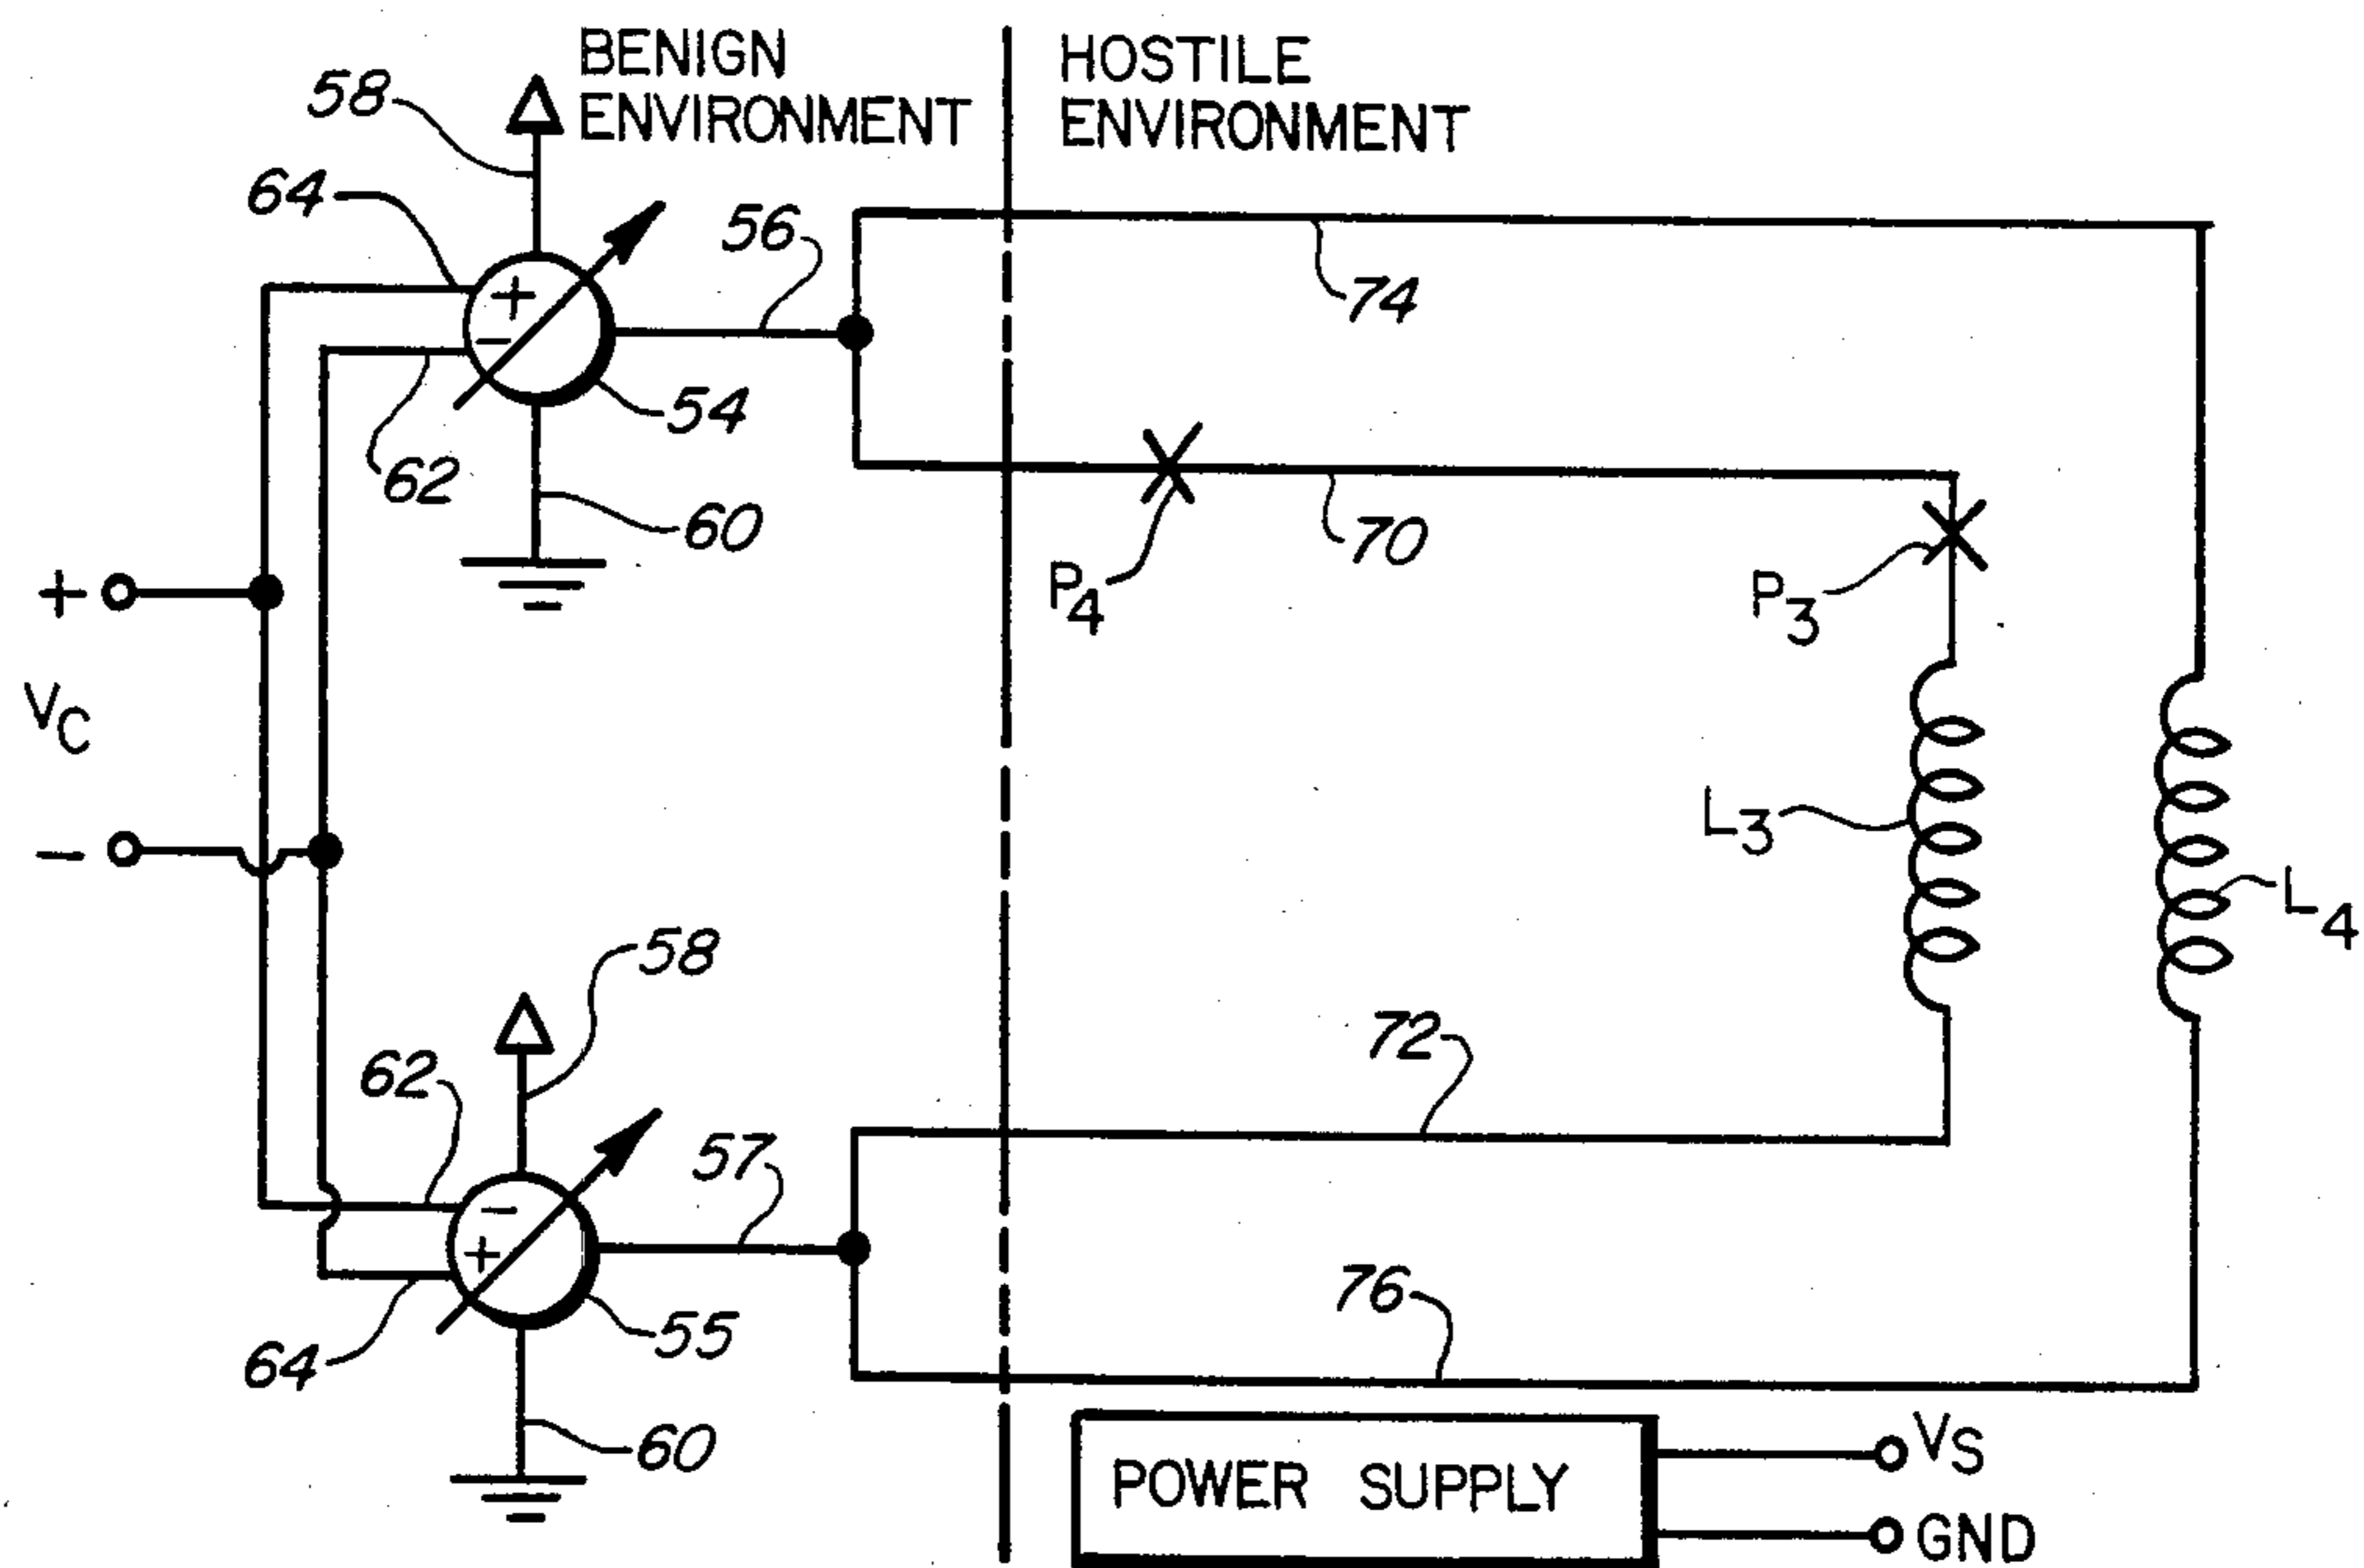 BENIGN
ENVIRONMENT
HOSTILE
ENVIRONMENT
58
64
56
74
+
−
54
62
60
P4
70
P3
+
VC
−
L3
L4
58
62
57
72
−
+
55
64
60
76
POWER SUPPLY
VS
GND